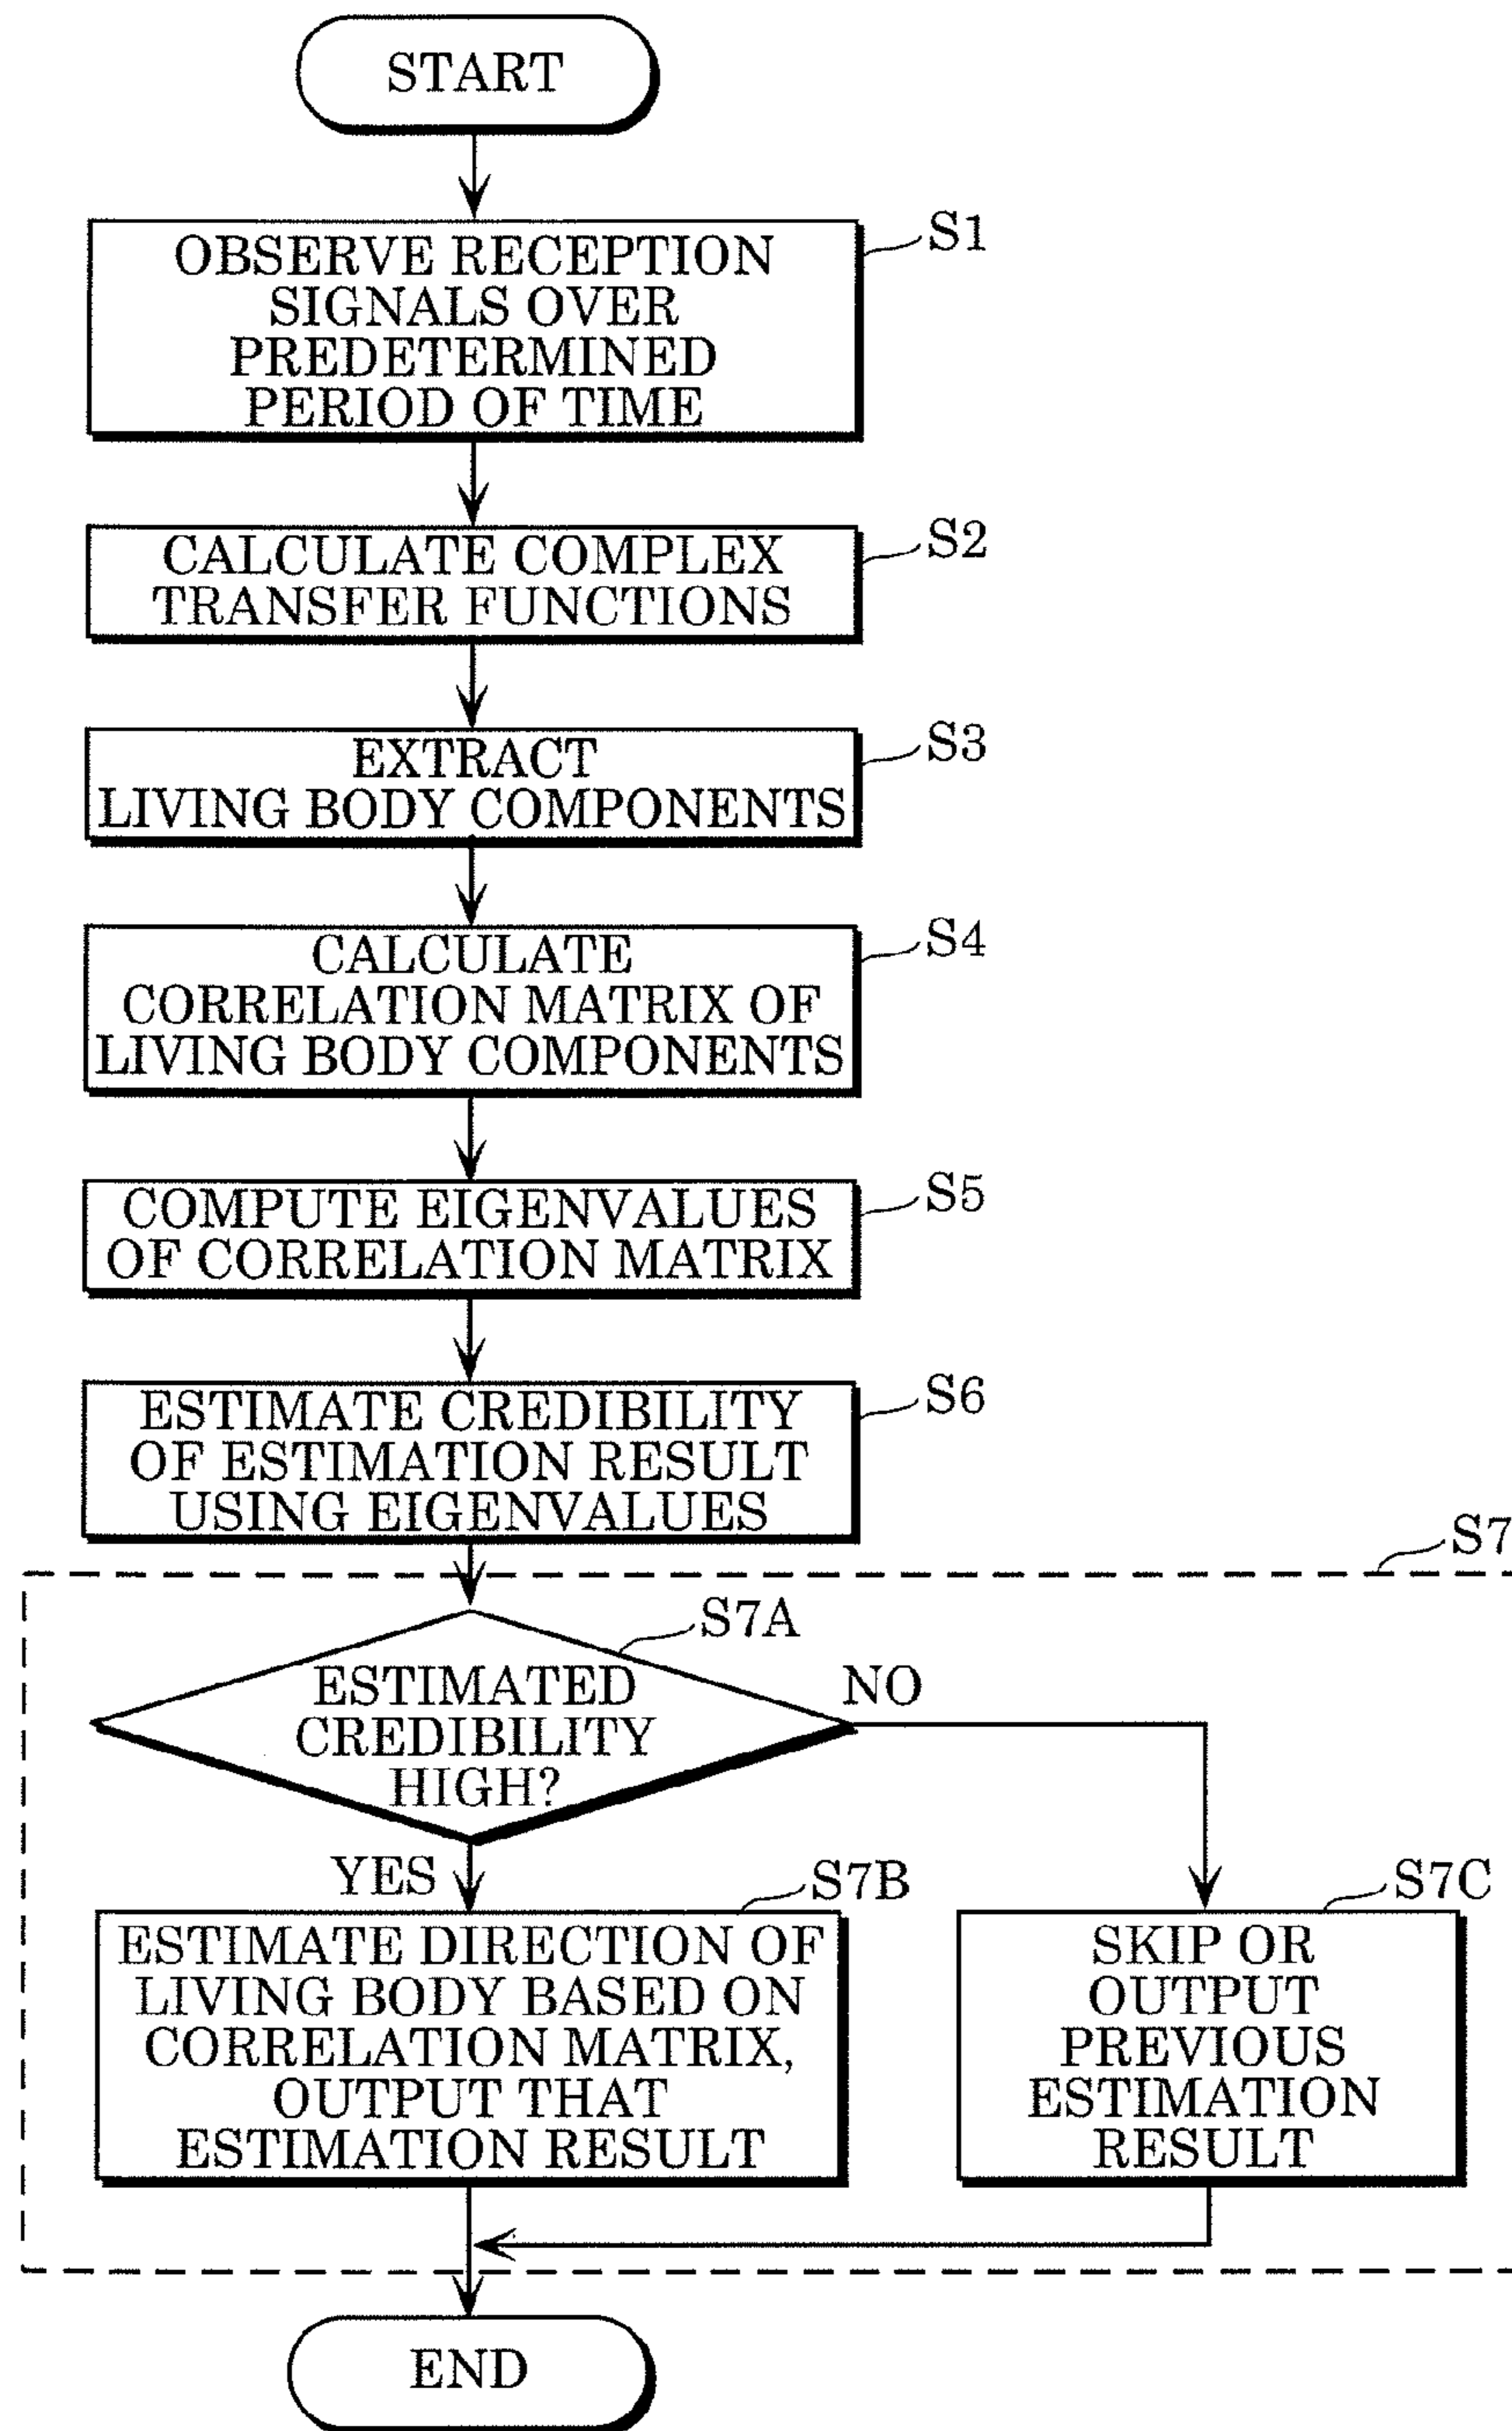 START
OBSERVE RECEPTION
SIGNALS OVER
PREDETERMINED
PERIOD OF TIME
S1
CALCULATE COMPLEX
TRANSFER FUNCTIONS
S2
EXTRACT
LIVING BODY COMPONENTS
S3
CALCULATE
CORRELATION MATRIX OF
LIVING BODY COMPONENTS
S4
COMPUTE EIGENVALUES
OF CORRELATION MATRIX
S5
ESTIMATE CREDIBILITY
OF ESTIMATION RESULT
USING EIGENVALUES
S6
S7
S7A
ESTIMATED
CREDIBILITY
HIGH?
NO
YES
S7B
ESTIMATE DIRECTION OF
LIVING BODY BASED ON
CORRELATION MATRIX,
OUTPUT THAT
ESTIMATION RESULT
S7C
SKIP OR
OUTPUT
PREVIOUS
ESTIMATION
RESULT
END